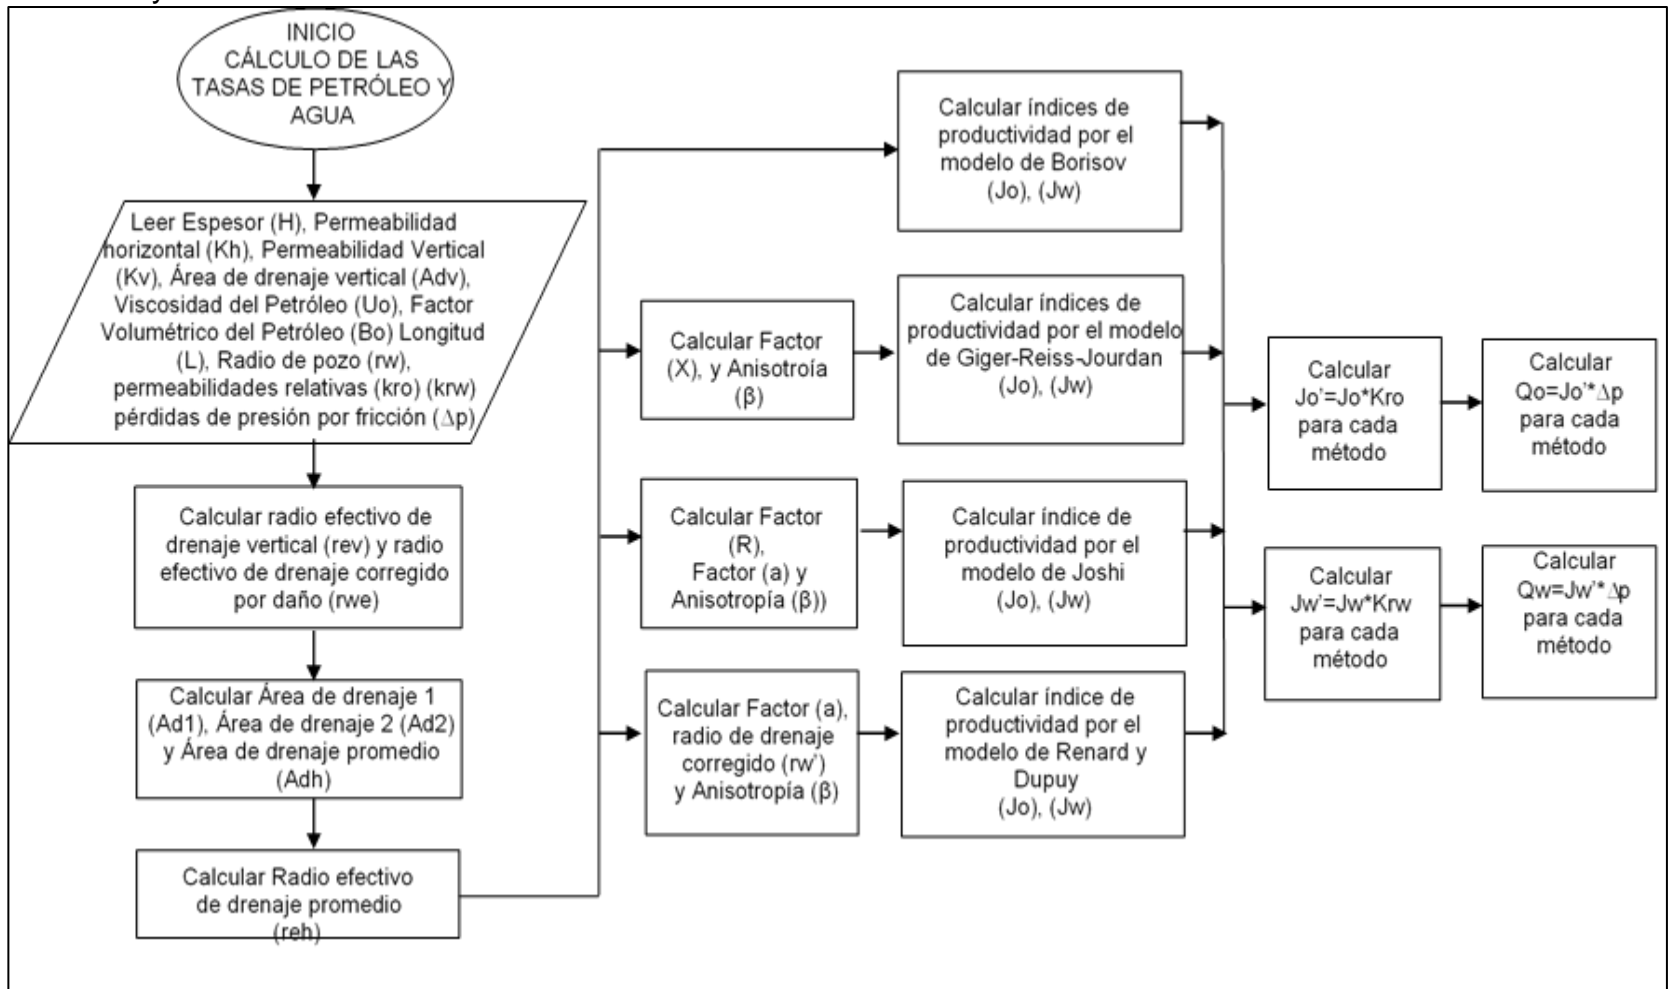 INICIO
CÁLCULO DE LAS
TASAS DE PETRÓLEO Y
AGUA
Leer Espesor (H), Permeabilidad
horizontal (Kh), Permeabilidad Vertical
(Kv), Área de drenaje vertical (Adv),
Viscosidad del Petróleo (Uo), Factor
Volumétrico del Petróleo (Bo) Longitud
(L), Radio de pozo (rw),
permeabilidades relativas (kro) (krw)
pérdidas de presión por fricción (∆p)
Calcular radio efectivo de
drenaje vertical (rev) y radio
efectivo de drenaje corregido
por daño (rwe)
Calcular Área de drenaje 1
(Ad1), Área de drenaje 2 (Ad2)
y Área de drenaje promedio
(Adh)
Calcular Radio efectivo
de drenaje promedio
(reh)
Calcular índices de
productividad por el
modelo de Borisov
(Jo), (Jw)
Calcular Factor
(X), y Anisotroía
(β)
Calcular índices de
productividad por el modelo
de Giger-Reiss-Jourdan
(Jo), (Jw)
Calcular Factor
(R),
Factor (a) y
Anisotropía (β))
Calcular índice de
productividad por el
modelo de Joshi
(Jo), (Jw)
Calcular Factor (a),
radio de drenaje
corregido (rw')
y Anisotropía (β)
Calcular índice de
productividad por el
modelo de Renard y
Dupuy
(Jo), (Jw)
Calcular
Jo'=Jo*Kro
para cada
método
Calcular
Qo=Jo'*∆p
para cada
método
Calcular
Jw'=Jw*Krw
para cada
método
Calcular
Qw=Jw'*∆p
para cada
método